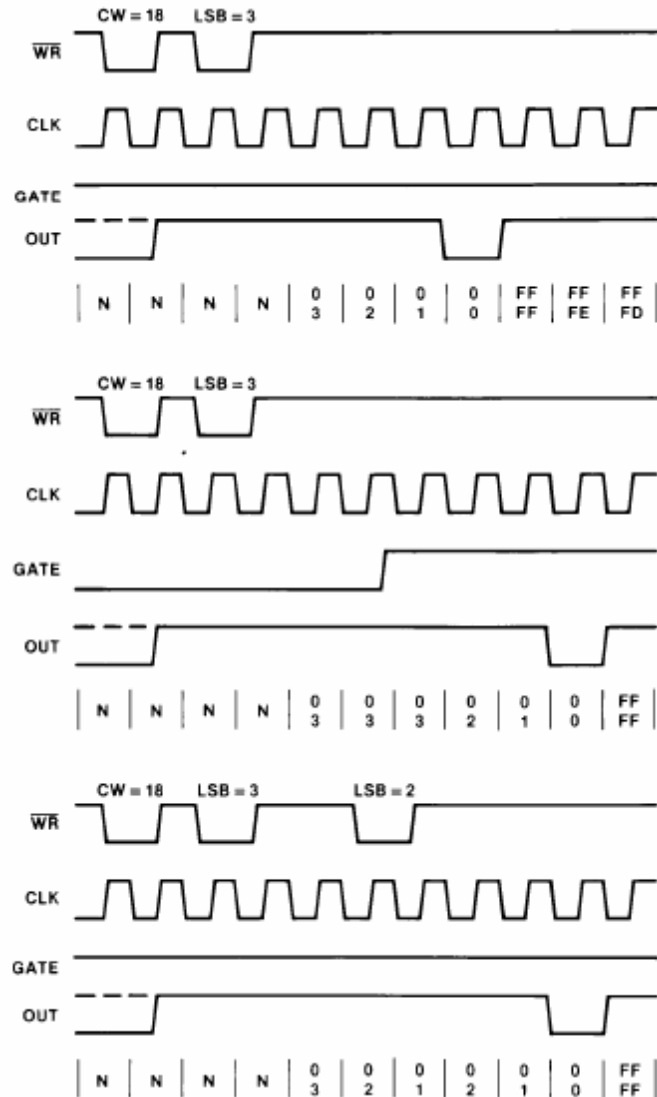 CW = 18 LSB = 3
WR
CLK
GATE
OUT
N N N N 0 0 0 0 FF FF FF
3 2 1 0 FF FE FD
CW = 18 LSB = 3
WR
CLK
GATE
OUT
N N N N 0 0 0 0 0 0 FF
3 3 3 2 1 0 FF
CW = 18 LSB = 3 LSB = 2
WR
CLK
GATE
OUT
N N N N 0 0 0 0 0 0 FF
3 2 1 2 1 0 FF